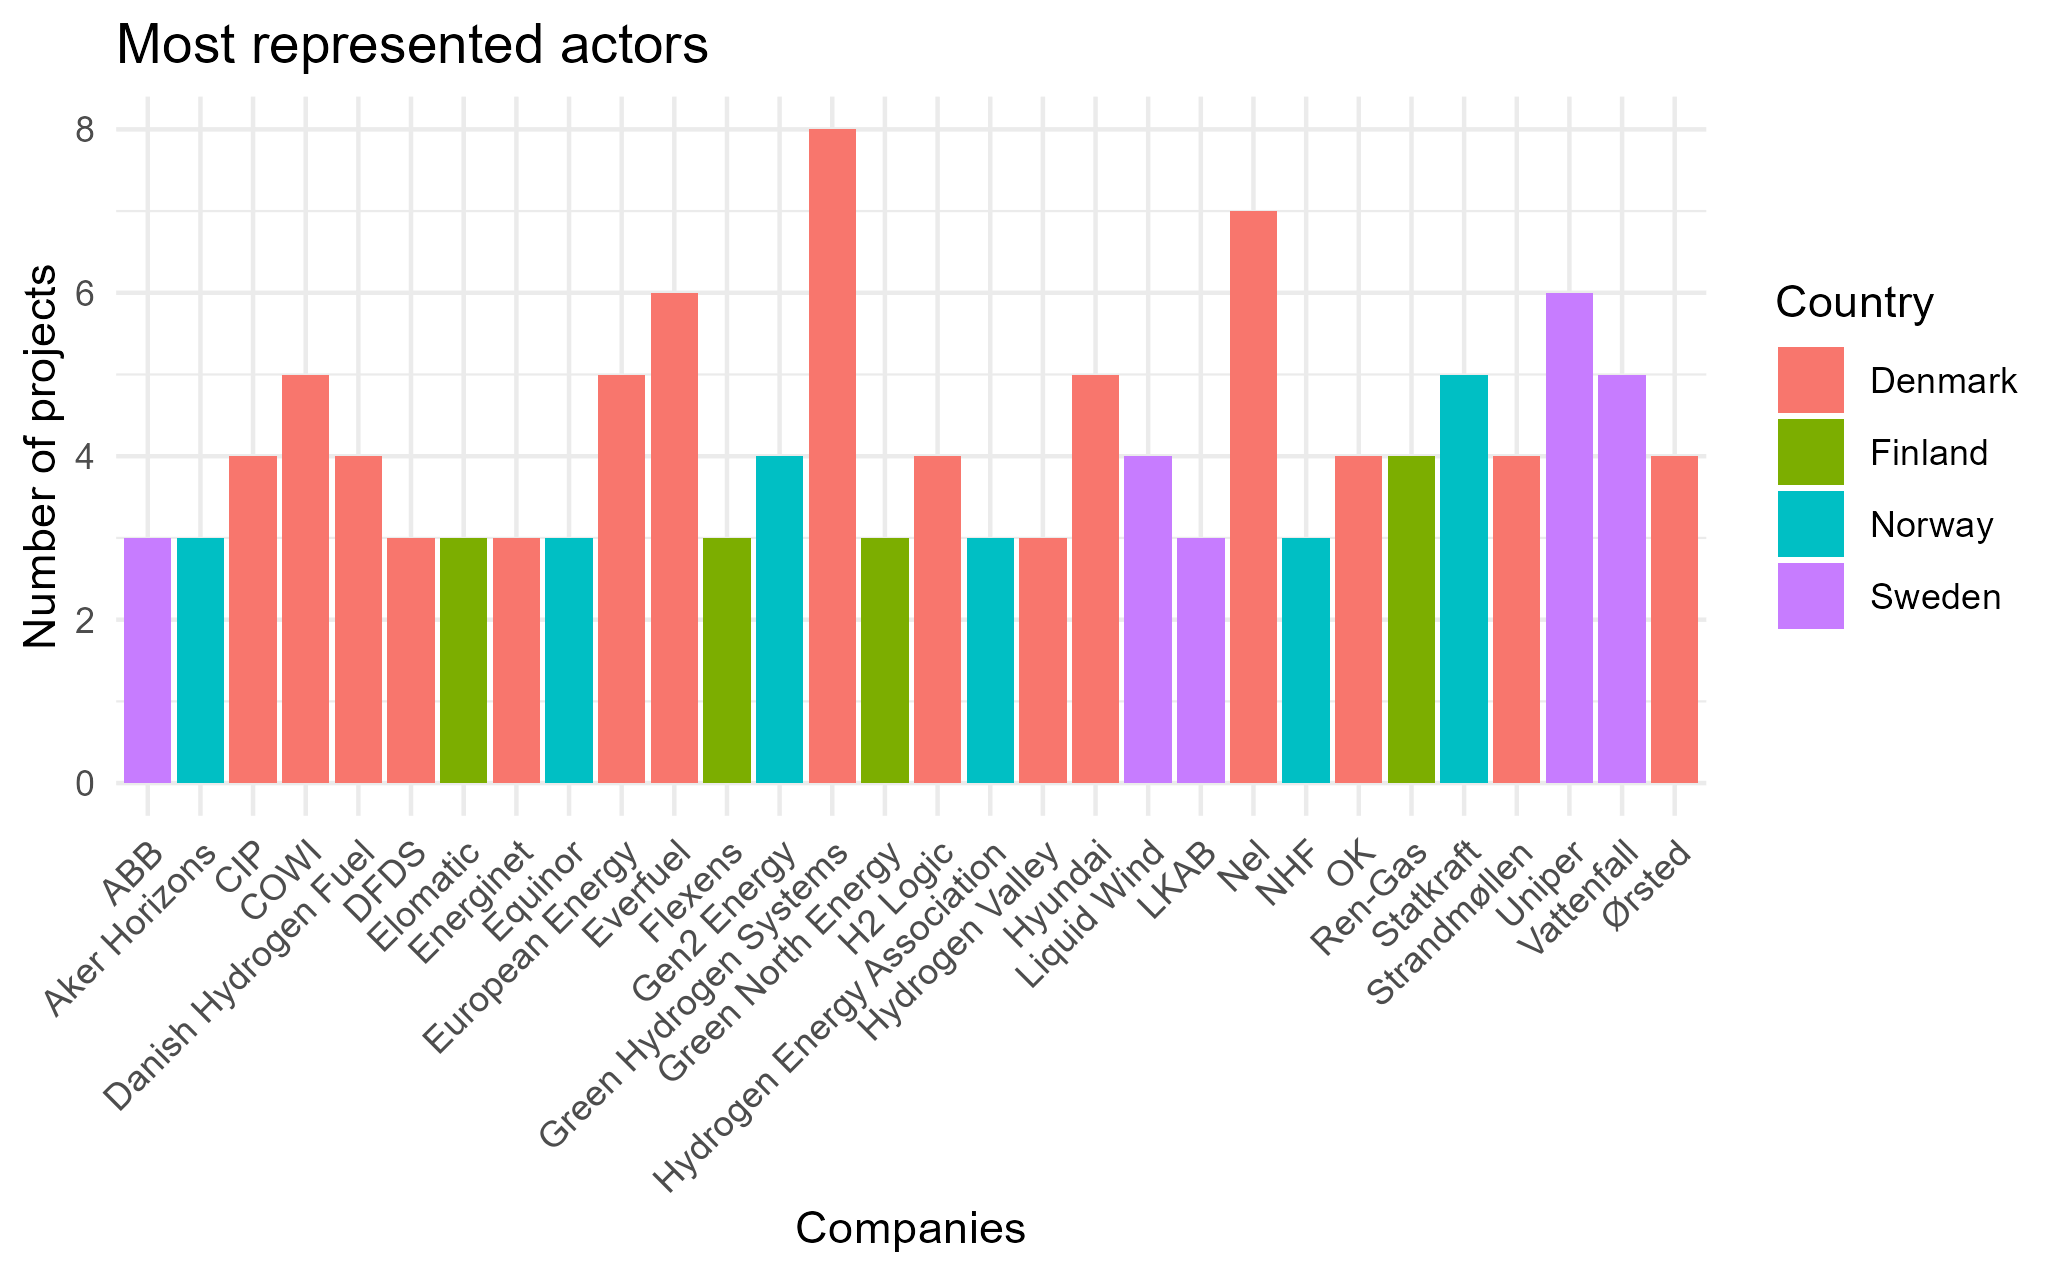 Most represented actors
Number of projects
8
6
4
2
0
ABB
Aker Horizons
CIP
COWI
Danish Hydrogen Fuel
DFDS
Elomatic
Energinet
Equinor
European Energy
Everfuel
Flexens
Gen2 Energy
Green Hydrogen Systems
Green North Energy
H2 Logic
Hydrogen Energy Association
Hydrogen Valley
Hyundai
Liquid Wind
LKAB
Nel
NHF
OK
Ren-Gas
Statkraft
Strandmøllen
Uniper
Vattenfall
Ørsted
Companies
Country
Denmark
Finland
Norway
Sweden